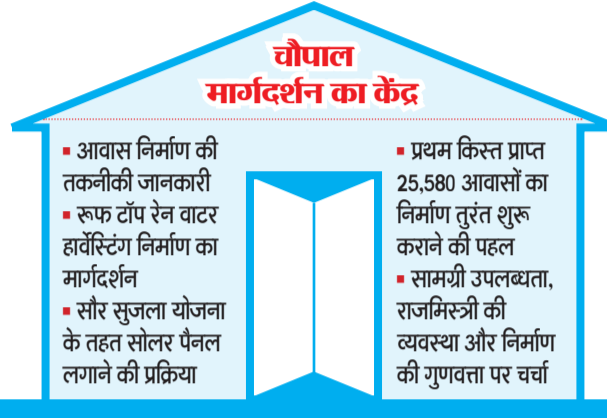 चौपाल
मार्गदर्शन का केंद्र
▪ आवास निर्माण की
तकनीकी जानकारी
▪ रूफ टॉप रेन वाटर
हार्वेस्टिंग निर्माण का
मार्गदर्शन
▪ सौर सुजला योजना
के तहत सोलर पैनल
लगाने की प्रक्रिया
▪ प्रथम किस्त प्राप्त
25,580 आवासों का
निर्माण तुरंत शुरू
कराने की पहल
▪ सामग्री उपलब्धता,
राजमिस्त्री की
व्यवस्था और निर्माण
की गुणवत्ता पर चर्चा